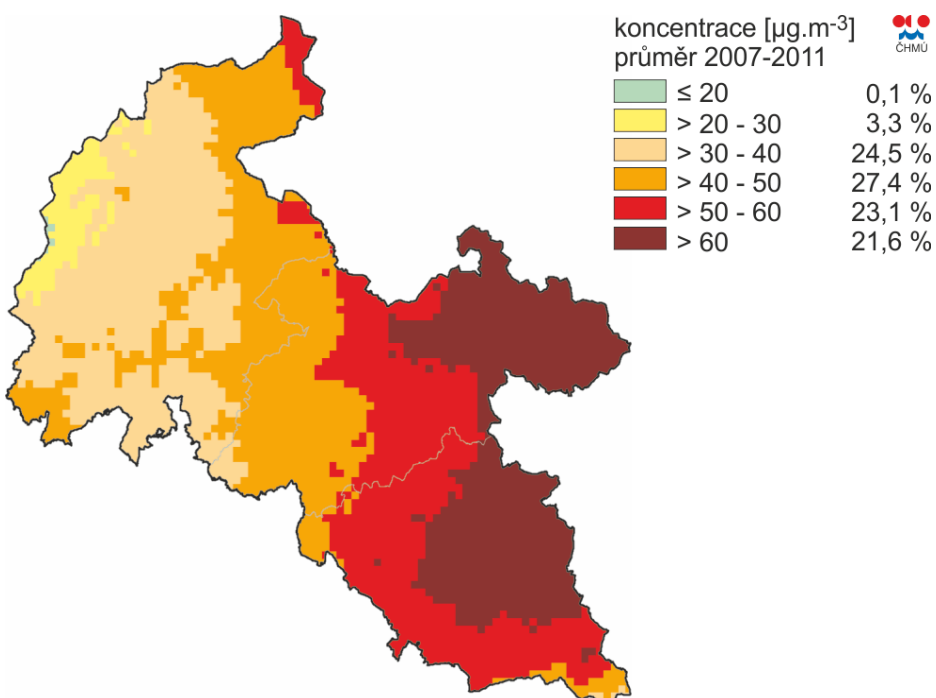 koncentrace [µg.m-3]
průměr 2007-2011
ČHMÚ
≤ 20 0,1 %
> 20 - 30 3,3 %
> 30 - 40 24,5 %
> 40 - 50 27,4 %
> 50 - 60 23,1 %
> 60 21,6 %